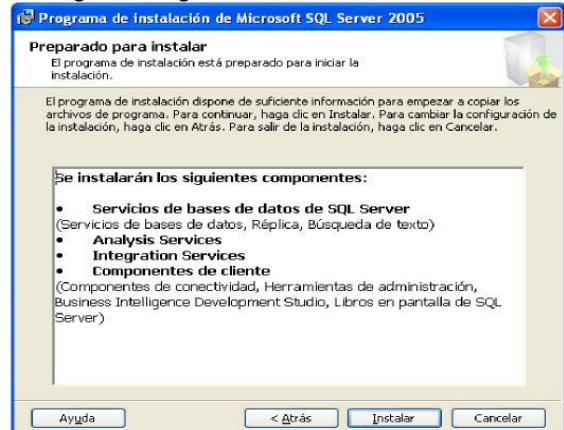 Programa de instalación de Microsoft SQL Server 2005
Preparado para instalar
El programa de instalación está preparado para iniciar la
instalación.
El programa de instalación dispone de suficiente información para empezar a copiar los
archivos de programa. Para continuar, haga clic en Instalar. Para cambiar la configuración de
la instalación, haga clic en Atrás. Para salir de la instalación, haga clic en Cancelar.
Se instalarán los siguientes componentes:
• Servicios de bases de datos de SQL Server
(Servicios de bases de datos, Réplica, Búsqueda de texto)
• Analysis Services
• Integration Services
• Componentes de cliente
(Componentes de conectividad, Herramientas de administración,
Business Intelligence Development Studio, Libros en pantalla de SQL
Server)
Ayuda < Atrás Instalar Cancelar